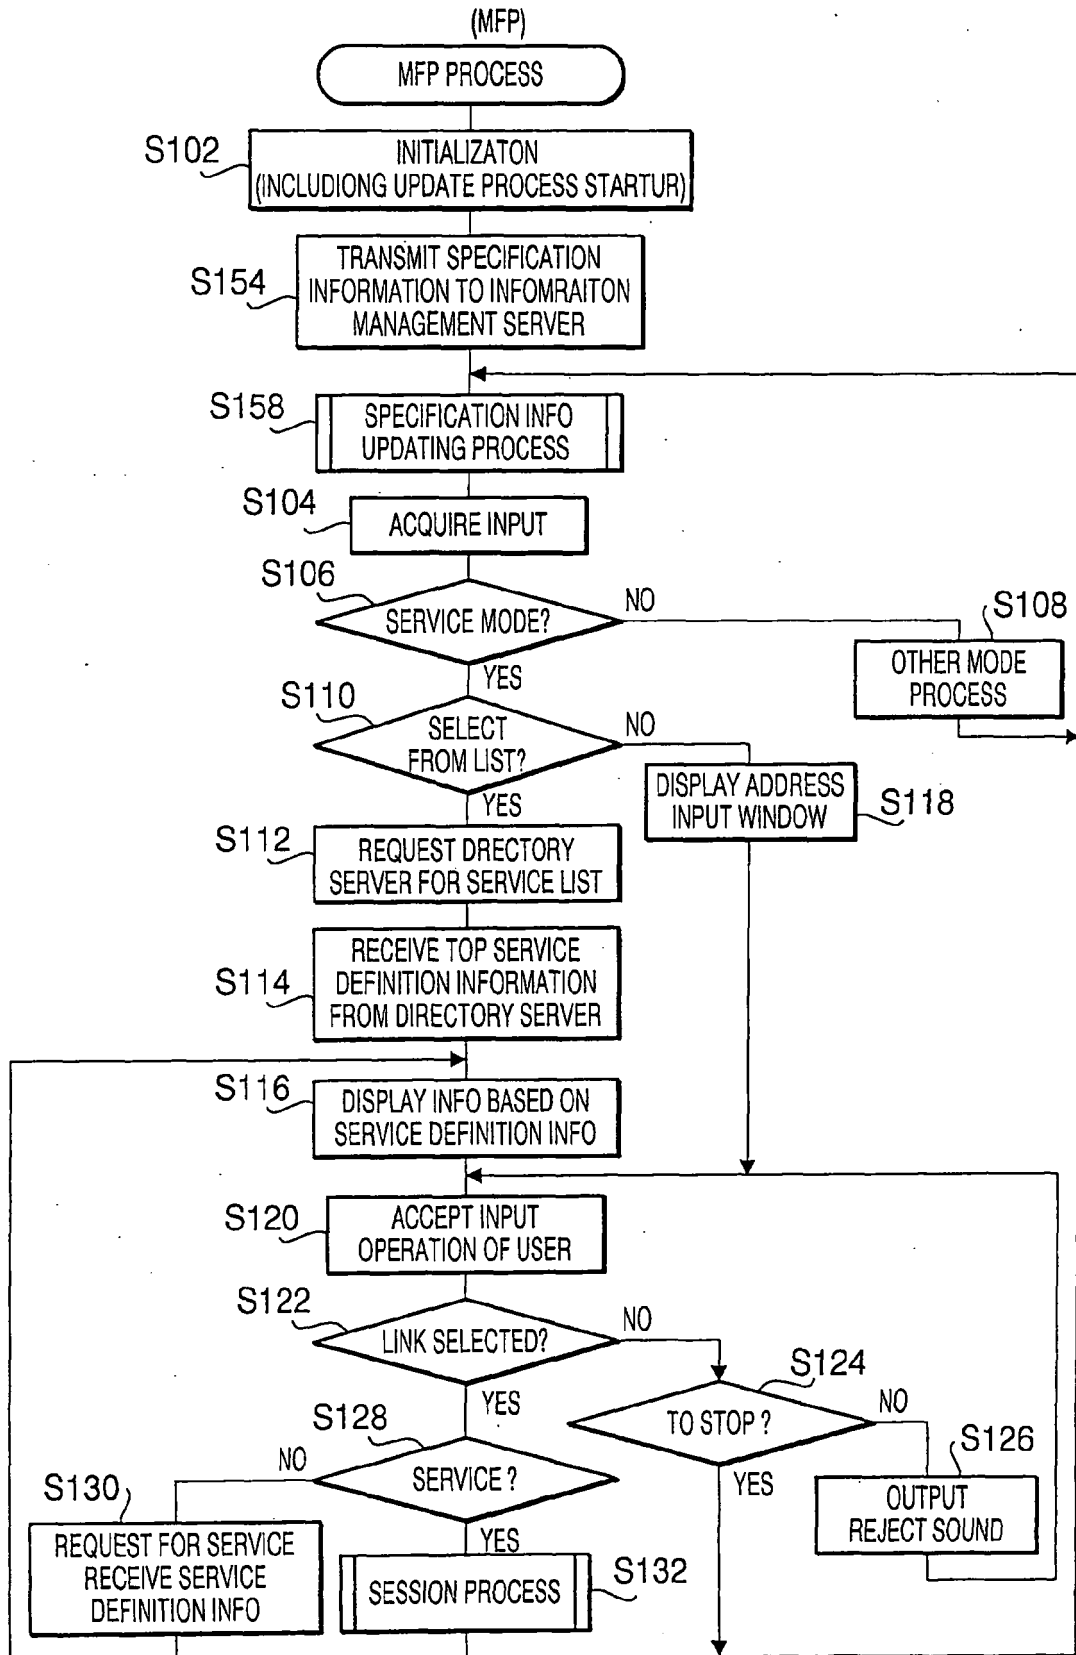 (MFP)
MFP PROCESS
S102
INITIALIZATON
(INCLUDIONG UPDATE PROCESS STARTUR)
S154
TRANSMIT SPECIFICATION
INFORMATION TO INFOMRAITON
MANAGEMENT SERVER
S158
SPECIFICATION INFO
UPDATING PROCESS
S104
ACQUIRE INPUT
S106
SERVICE MODE?
NO
YES
S108
OTHER MODE
PROCESS
S110
SELECT
FROM LIST?
NO
YES
DISPLAY ADDRESS
INPUT WINDOW
S118
S112
REQUEST DRECTORY
SERVER FOR SERVICE LIST
S114
RECEIVE TOP SERVICE
DEFINITION INFORMATION
FROM DIRECTORY SERVER
S116
DISPLAY INFO BASED ON
SERVICE DEFINITION INFO
S120
ACCEPT INPUT
OPERATION OF USER
S122
LINK SELECTED?
NO
YES
S124
TO STOP ?
NO
YES
S126
OUTPUT
REJECT SOUND
S128
SERVICE ?
NO
YES
S130
REQUEST FOR SERVICE
RECEIVE SERVICE
DEFINITION INFO
SESSION PROCESS
S132